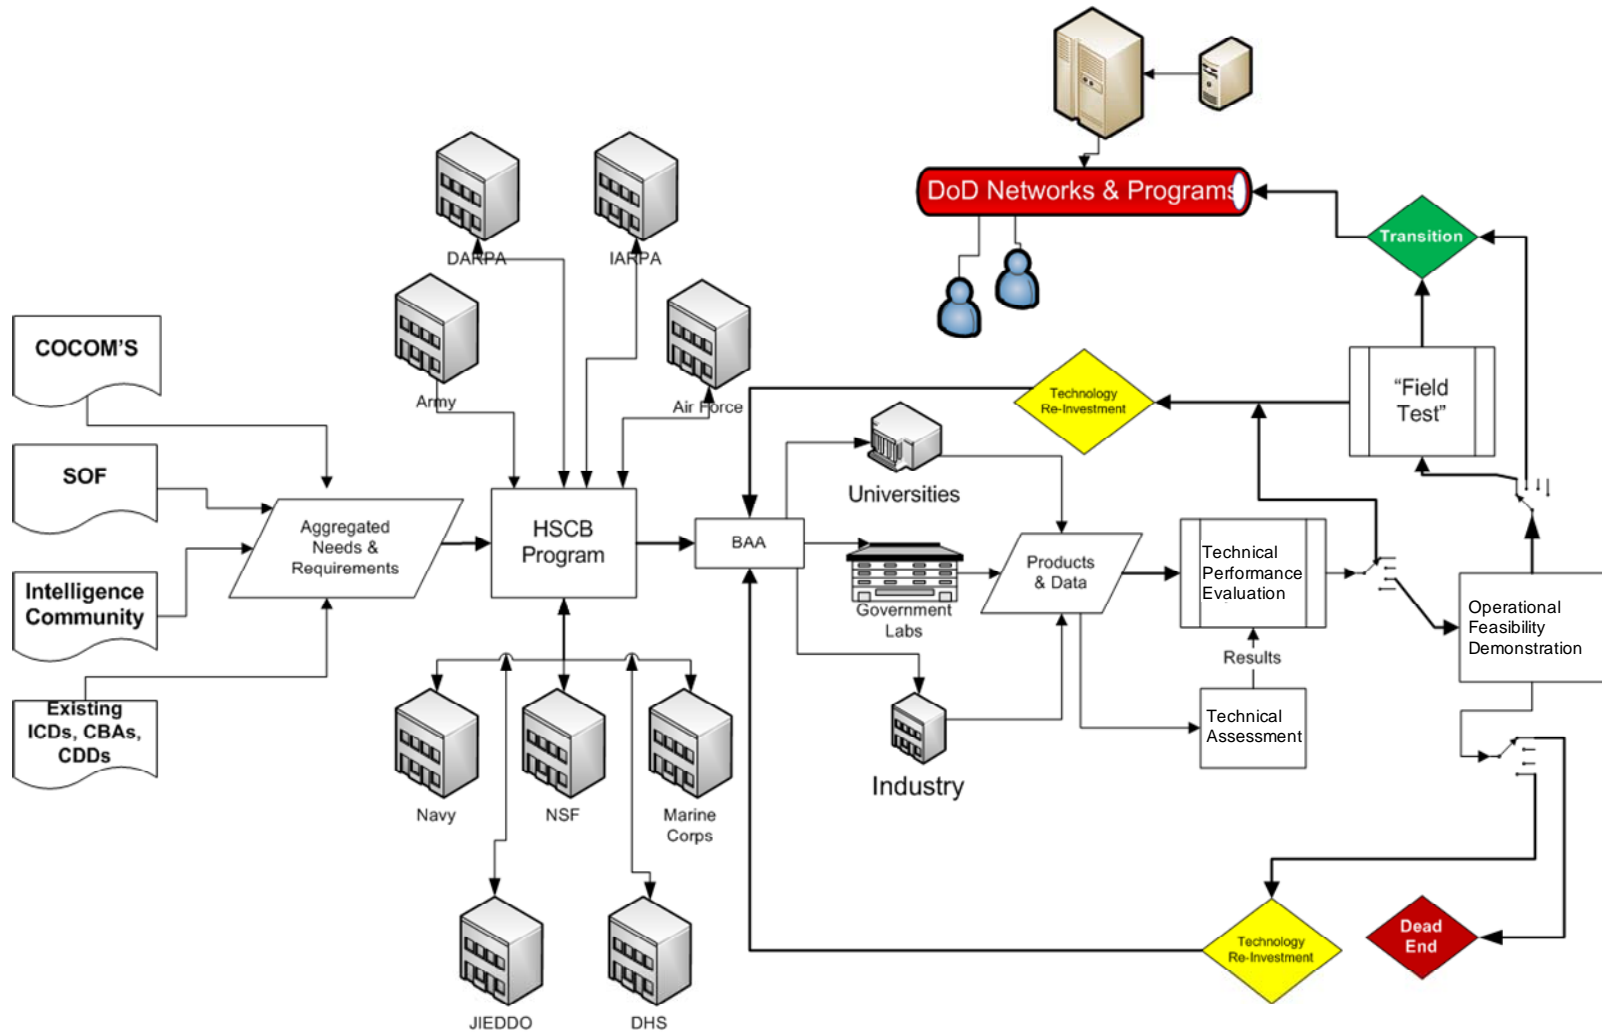 DoD Networks & Programs
Transition
DARPA
IARPA
Army
Air Force
COCOM'S
SOF
Intelligence
Community
Existing
ICDs, CBAs,
CDDs
Aggregated
Needs &
Requirements
HSCB
Program
BAA
Technology
Re-Investment
"Field
Test"
Universities
Government
Labs
Industry
Products
& Data
Technical
Performance
Evaluation
Results
Technical
Assessment
Operational
Feasibility
Demonstration
Navy
NSF
Marine
Corps
JIEDDO
DHS
Technology
Re-Investment
Dead
End